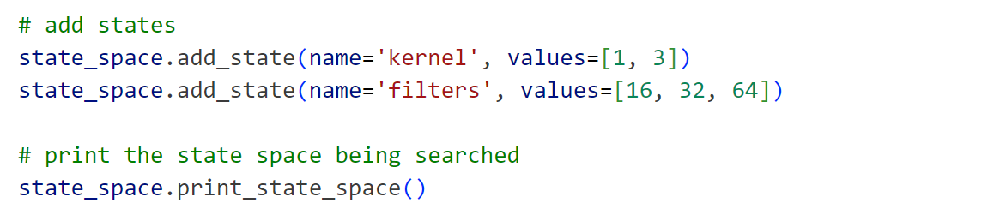 # add states
state_space.add_state(name='kernel', values=[1, 3])
state_space.add_state(name='filters', values=[16, 32, 64])
# print the state space being searched
state_space.print_state_space()